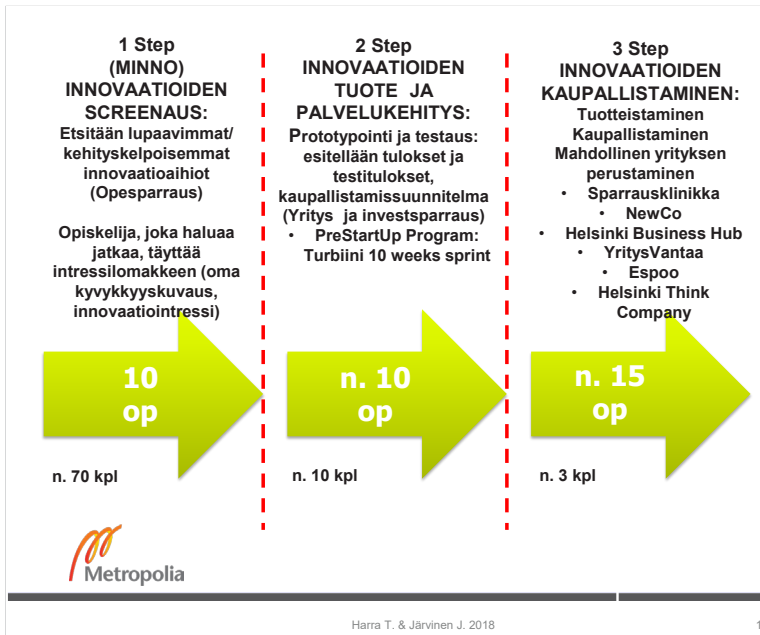 1 Step
(MINNO)
INNOVAATIOIDEN
SCREENAUS:
Etsitään lupaavimmat/
kehityskelpoisemmat
innovaatioaihiot
(Opesparraus)
Opiskelija, joka haluaa
jatkaa, täyttää
intressilomakkeen (oma
kyvykkyyskuvaus,
innovaatiointressi)
10
op
n. 70 kpl
2 Step
INNOVAATIOIDEN
TUOTE JA
PALVELUKEHITYS:
Prototypointi ja testaus:
esitellään tulokset ja
testitulokset,
kaupallistamissuunnitelma
(Yritys ja investsparraus)
• PreStartUp Program:
Turbiini 10 weeks sprint
n. 10
op
n. 10 kpl
3 Step
INNOVAATIOIDEN
KAUPALLISTAMINEN:
Tuotteistaminen
Kaupallistaminen
Mahdollinen yrityksen
perustaminen
• Sparrausklinikka
• NewCo
• Helsinki Business Hub
• YritysVantaa
• Espoo
• Helsinki Think
Company
n. 15
op
n. 3 kpl
Metropolia
Harra T. & Järvinen J. 2018
1